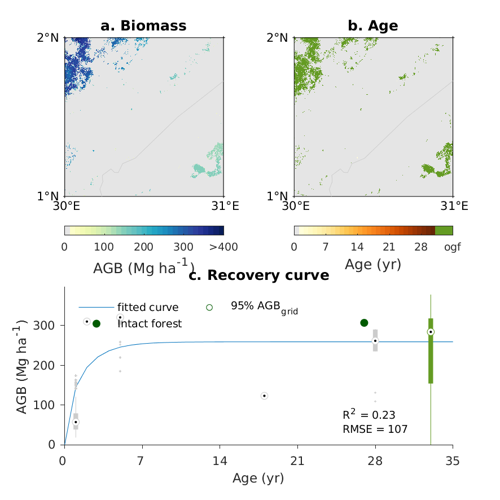 a. Biomass
b. Age
2°N
2°N
1°N
1°N
30°E
31°E
30°E
31°E
0 100 200 300 >400
0 7 14 21 28 ogf
AGB (Mg ha⁻¹)
Age (yr)
c. Recovery curve
fitted curve
95% AGB_grid
Intact forest
300
200
100
0
AGB (Mg ha⁻¹)
R² = 0.23
RMSE = 107
0 7 14 21 28 35
Age (yr)